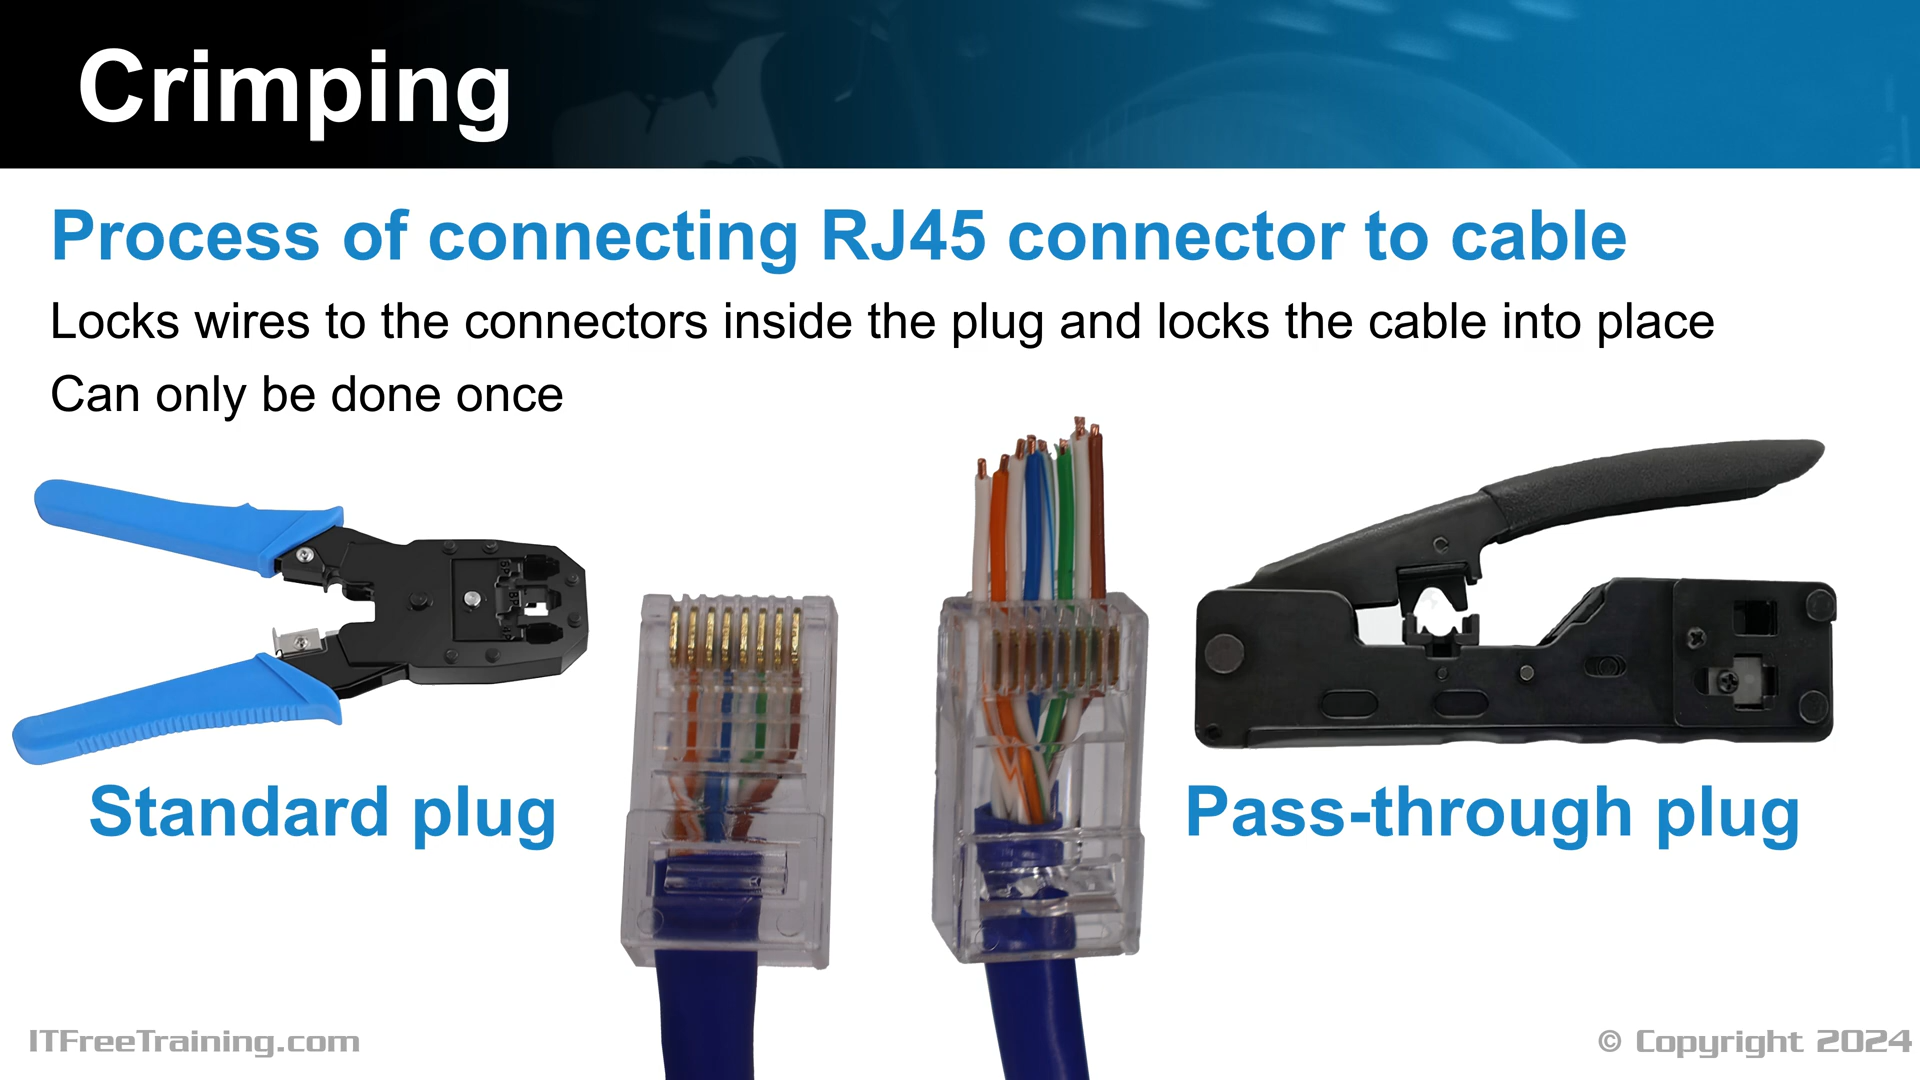 Crimping
Process of connecting RJ45 connector to cable
Locks wires to the connectors inside the plug and locks the cable into place
Can only be done once
Standard plug
Pass-through plug
ITFreeTraining.com
© Copyright 2024